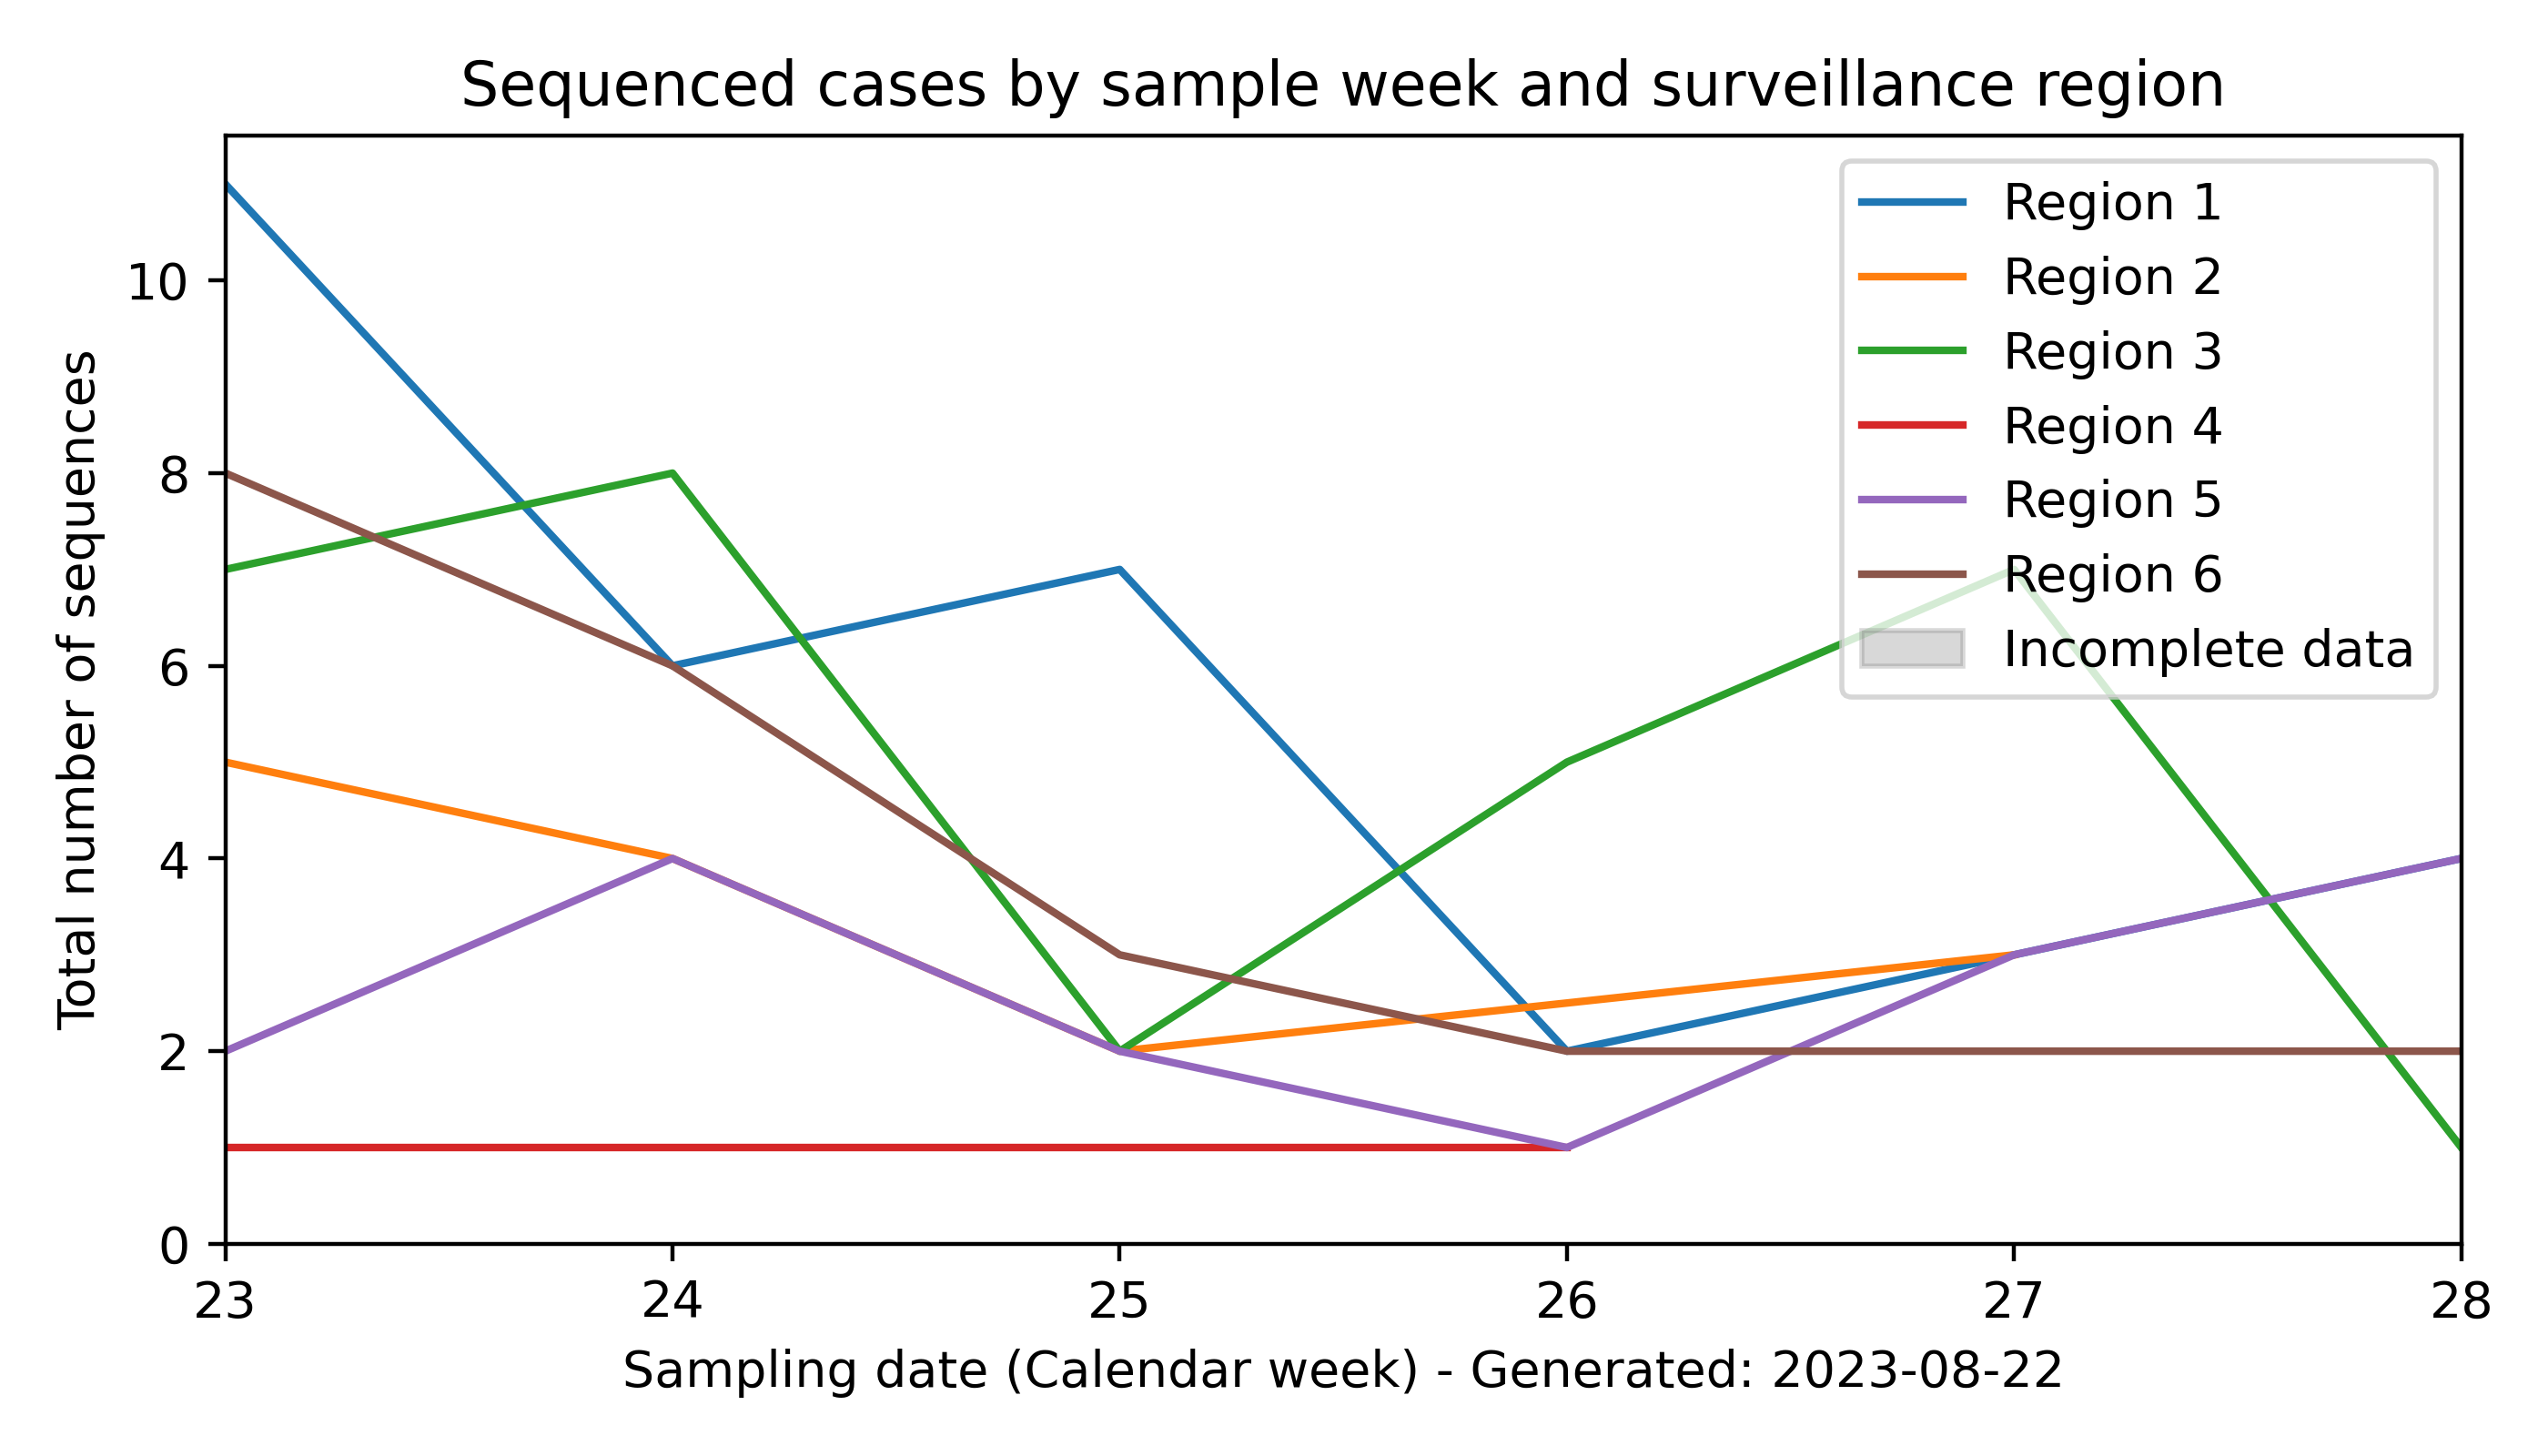 Sequenced cases by sample week and surveillance region
Total number of sequences
10
8
6
4
2
0
Region 1
Region 2
Region 3
Region 4
Region 5
Region 6
Incomplete data
23 24 25 26 27 28
Sampling date (Calendar week) - Generated: 2023-08-22